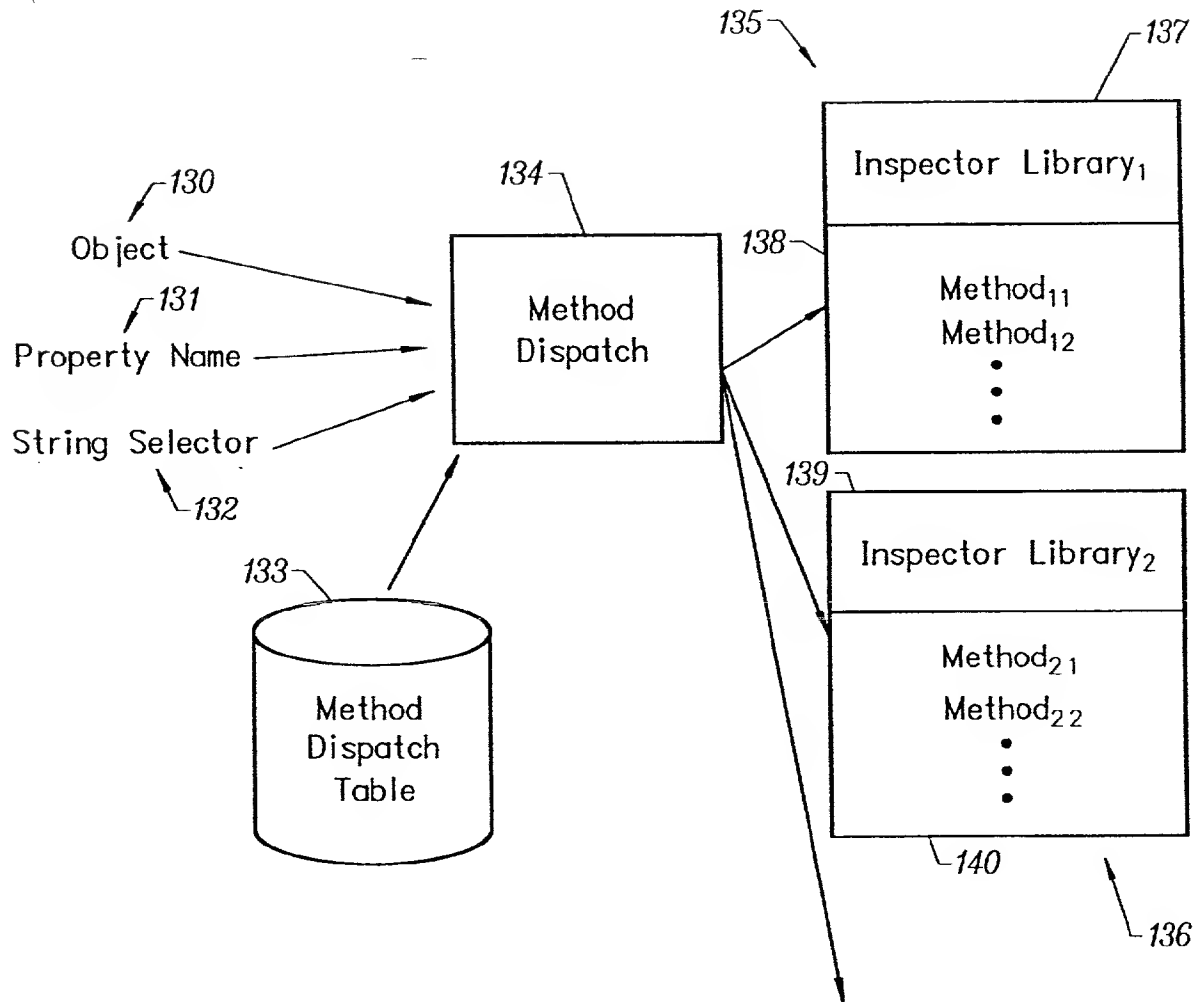 135
137
Inspector Library₁
138
Method₁₁
Method₁₂
134
Method
Dispatch
130
Object
131
Property Name
String Selector
132
133
Method
Dispatch
Table
139
Inspector Library₂
Method₂₁
Method₂₂
140
136